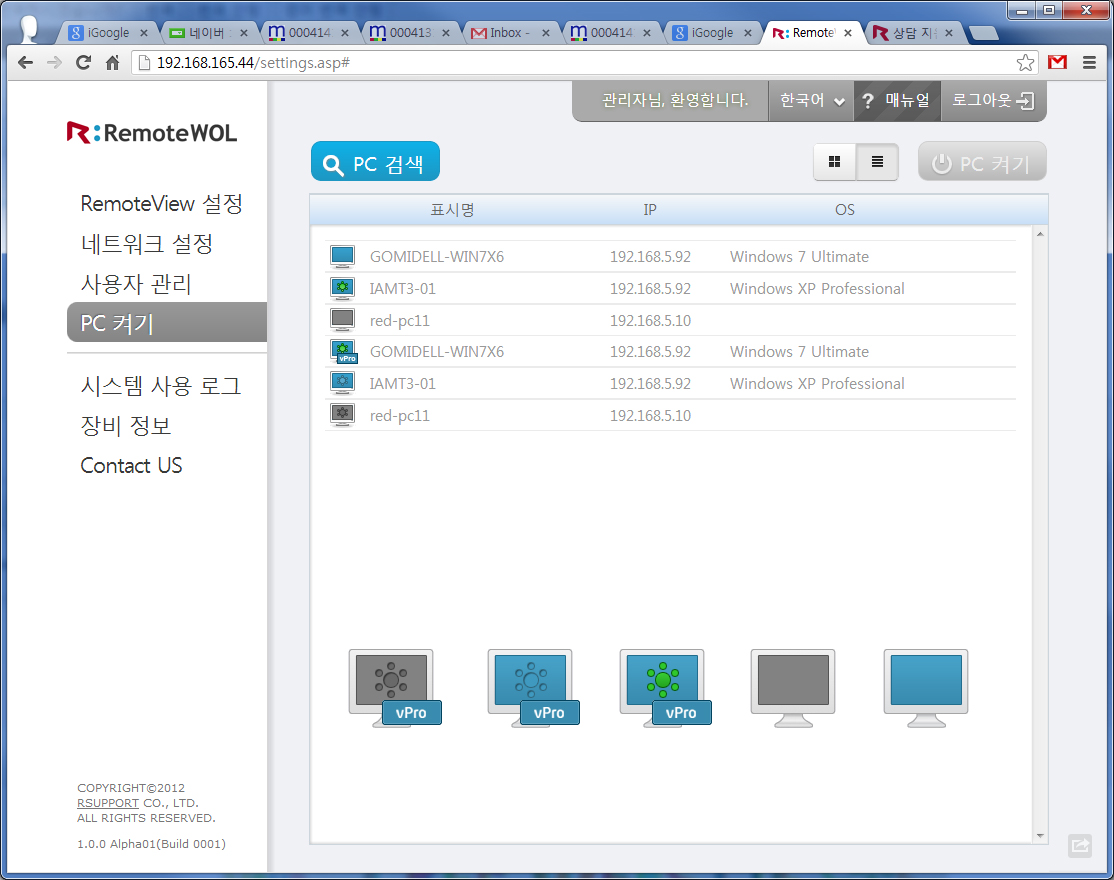 iGoogle
네이버 :
000414
000413
Inbox -
000414
iGoogle
Remote
상담 지
192.168.165.44/settings.asp#
관리자님, 환영합니다.
한국어
? 매뉴얼
로그아웃
R:RemoteWOL
PC 검색
PC 켜기
RemoteView 설정
네트워크 설정
사용자 관리
PC 켜기
시스템 사용 로그
장비 정보
Contact US
표시명 IP OS
GOMIDELL-WIN7X6 192.168.5.92 Windows 7 Ultimate
IAMT3-01 192.168.5.92 Windows XP Professional
red-pc11 192.168.5.10
vPro GOMIDELL-WIN7X6 192.168.5.92 Windows 7 Ultimate
IAMT3-01 192.168.5.92 Windows XP Professional
red-pc11 192.168.5.10
vPro vPro vPro
COPYRIGHT©2012
RSUPPORT CO., LTD.
ALL RIGHTS RESERVED.
1.0.0 Alpha01(Build 0001)